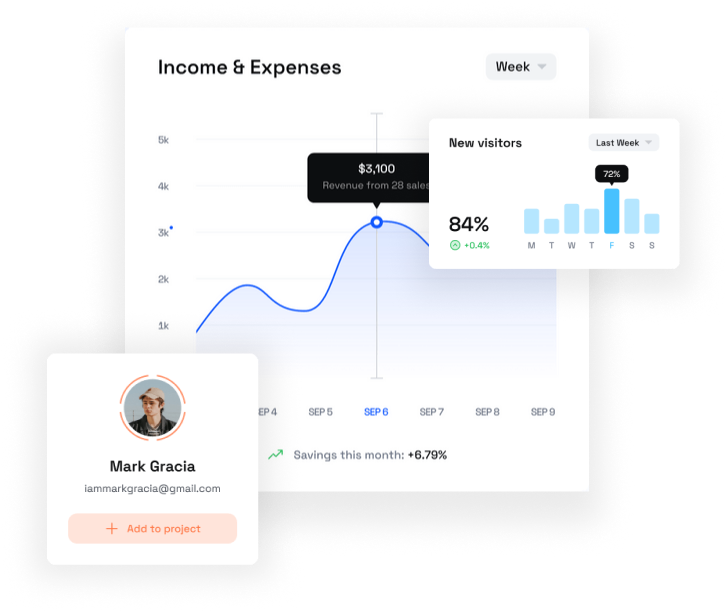 Income & Expenses
Week
5k
4k
3k
2k
1k
$3,100
Revenue from 28 sales
New visitors
Last Week
72%
84%
+0.4%
M T W T F S S
EP 4 SEP 5 SEP 6 SEP 7 SEP 8 SEP 9
Savings this month: +6.79%
Mark Gracia
iammarkgracia@gmail.com
Add to project